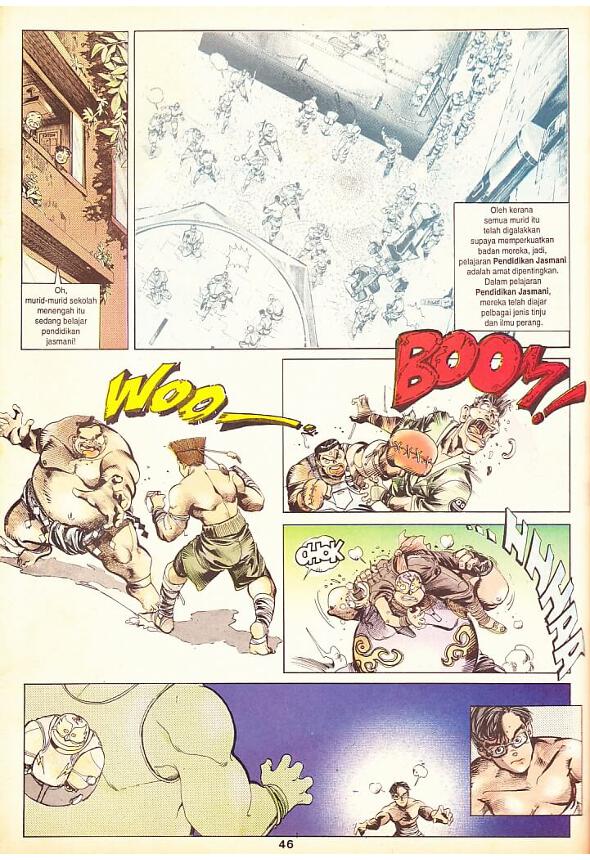 Oh,
murid-murid sekolah
menengah itu
sedang belajar
pendidikan
jasmani!
Oleh kerana
semua murid itu
telah digalakkan
supaya memperkuatkan
badan mereka, jadi,
pelajaran Pendidikan Jasmani
adalah amat dipentingkan.
Dalam pelajaran
Pendidikan Jasmani,
mereka telah diajar
pelbagai jenis tinju
dan ilmu perang.
WOO
BOOM!
OHOK
...HHHAA
46